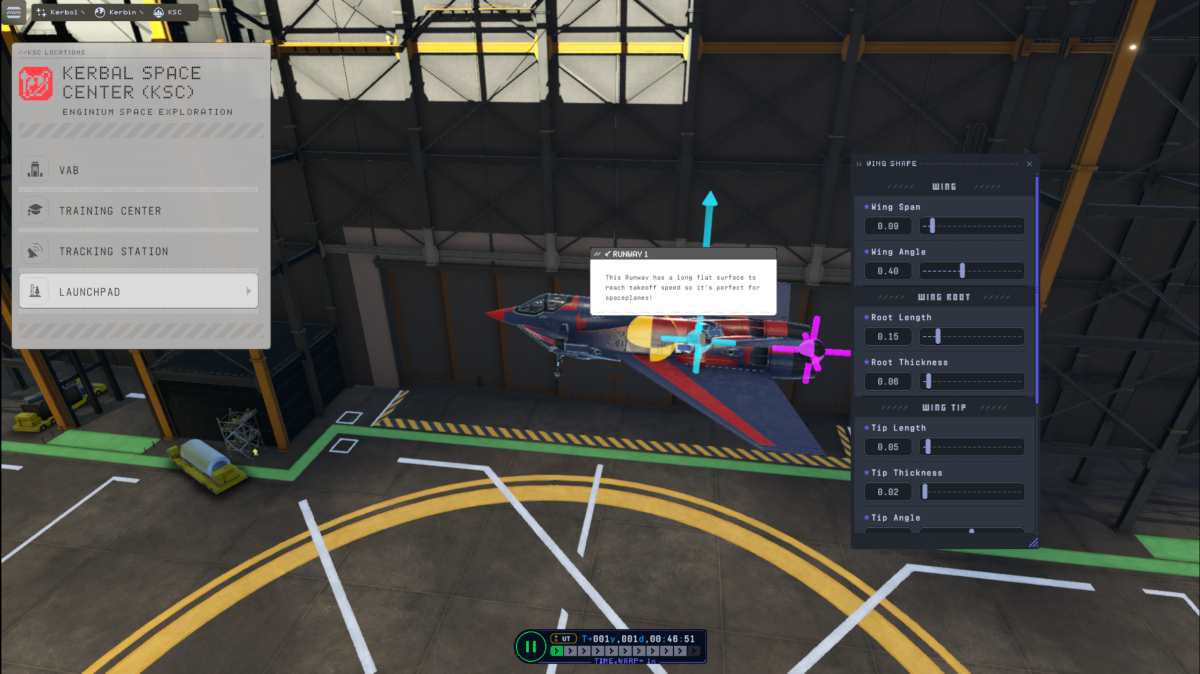 Kerbol
Kerbin
KSC
//KSC LOCATIONS
KERBAL SPACE
CENTER (KSC)
ENGINIUM SPACE EXPLORATION
VAB
TRAINING CENTER
TRACKING STATION
LAUNCHPAD
RUNWAY 1
This Runway has a long flat surface to
reach takeoff speed so it's perfect for
spaceplanes!
WING SHAPE
WING
*Wing Span
0.09
*Wing Angle
0.40
WING ROOT
*Root Length
0.15
*Root Thickness
0.06
WING TIP
*Tip Length
0.05
*Tip Thickness
0.02
*Tip Angle
UT T+001y,001d,00:46:51
TIME WARP= 1x